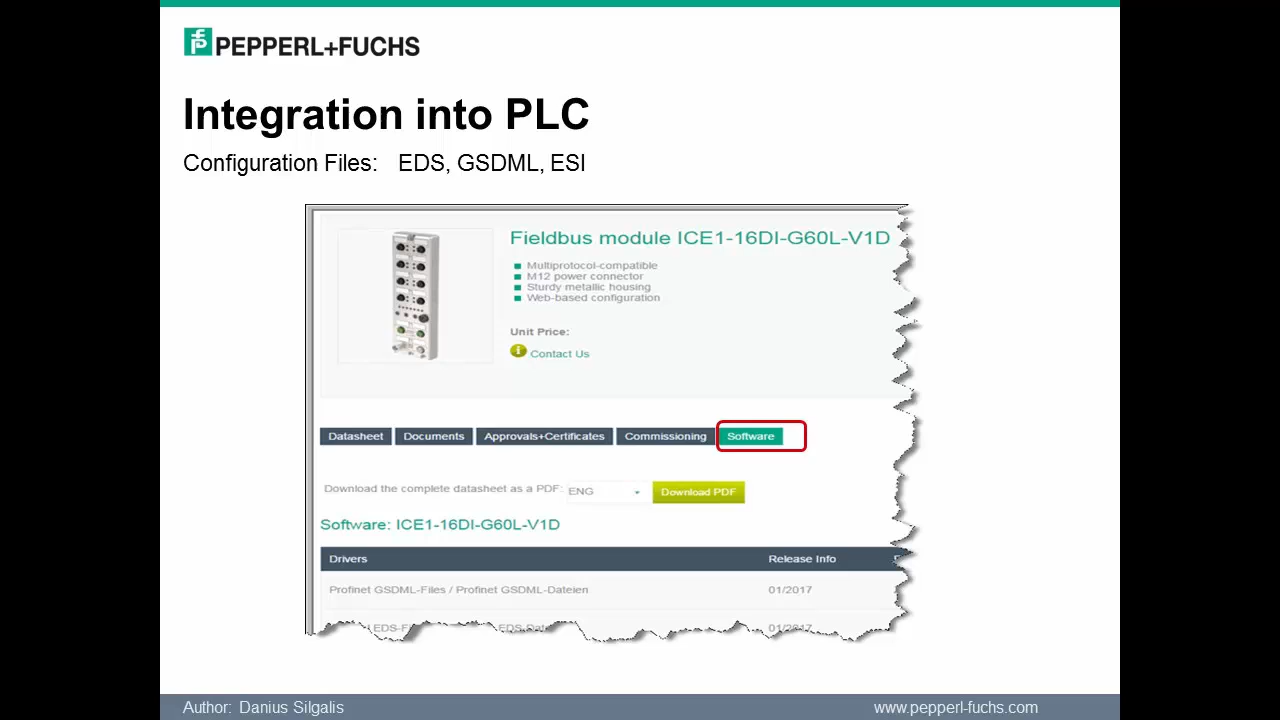 PEPPERL+FUCHS
Integration into PLC
Configuration Files: EDS, GSDML, ESI
Fieldbus module ICE1-16DI-G60L-V1D
Multiprotocol-compatible
M12 power connector
Sturdy metallic housing
Web-based configuration
Unit Price:
Contact Us
Datasheet Documents Approvals+Certificates Commissioning Software
Download the complete datasheet as a PDF: ENG Download PDF
Software: ICE1-16DI-G60L-V1D
Drivers Release Info
Profinet GSDML-Files / Profinet GSDML-Dateien 01/2017
01/2017
Author: Danius Silgalis www.pepperl-fuchs.com